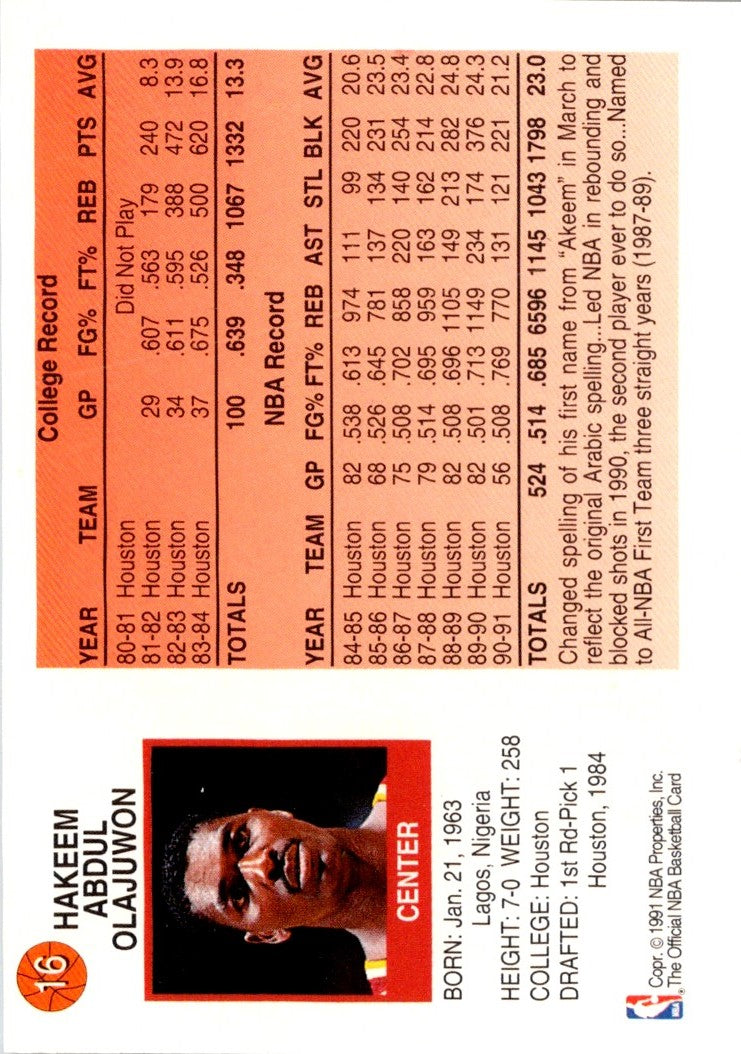 16
HAKEEM
ABDUL
OLAJUWON
CENTER
BORN: Jan. 21, 1963
Lagos, Nigeria
HEIGHT: 7-0 WEIGHT: 258
COLLEGE: Houston
DRAFTED: 1st Rd-Pick 1
Houston, 1984
NBA
Copr. © 1991 NBA Properties, Inc.
® The Official NBA Basketball Card
College Record
YEAR TEAM GP FG% FT% REB PTS AVG
80-81 Houston Did Not Play
81-82 Houston 29 .607 .563 179 240 8.3
82-83 Houston 34 .611 .595 388 472 13.9
83-84 Houston 37 .675 .526 500 620 16.8
TOTALS 100 .639 .348 1067 1332 13.3
NBA Record
YEAR TEAM GP FG% FT% REB AST STL BLK AVG
84-85 Houston 82 .538 .613 974 111 99 220 20.6
85-86 Houston 68 .526 .645 781 137 134 231 23.5
86-87 Houston 75 .508 .702 858 220 140 254 23.4
87-88 Houston 79 .514 .695 959 163 162 214 22.8
88-89 Houston 82 .508 .696 1105 149 213 282 24.8
89-90 Houston 82 .501 .713 1149 234 174 376 24.3
90-91 Houston 56 .508 .769 770 131 121 221 21.2
TOTALS 524 .514 .685 6596 1145 1043 1798 23.0
Changed spelling of his first name from "Akeem" in March to
reflect the original Arabic spelling...Led NBA in rebounding and
blocked shots in 1990, the second player ever to do so...Named
to All-NBA First Team three straight years (1987-89).